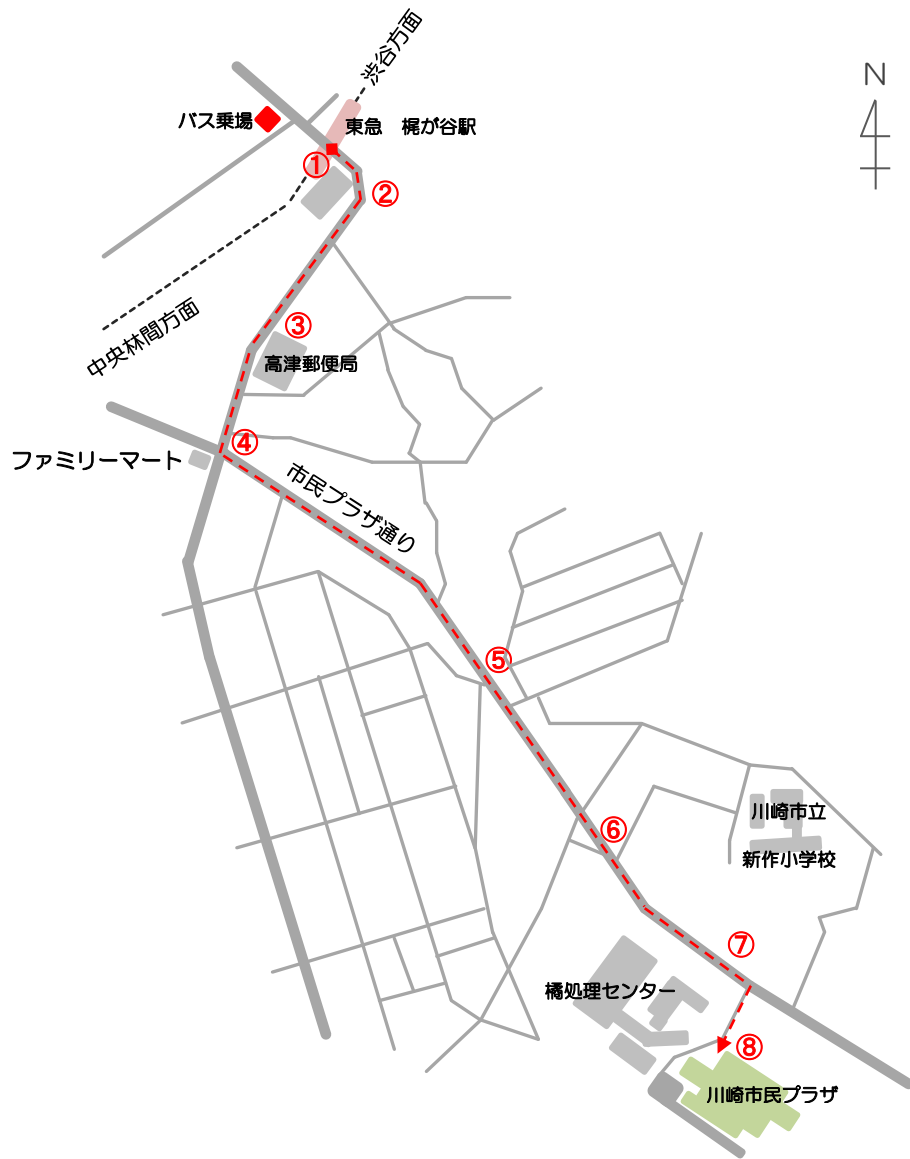 渋谷方面
N
バス乗場
東急　梶が谷駅
①
②
中央林間方面
③
高津郵便局
④
ファミリーマート
市民プラザ通り
⑤
⑥
川崎市立
新作小学校
⑦
橘処理センター
⑧
川崎市民プラザ